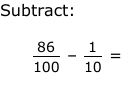 Subtract:
86/100 − 1/10 =